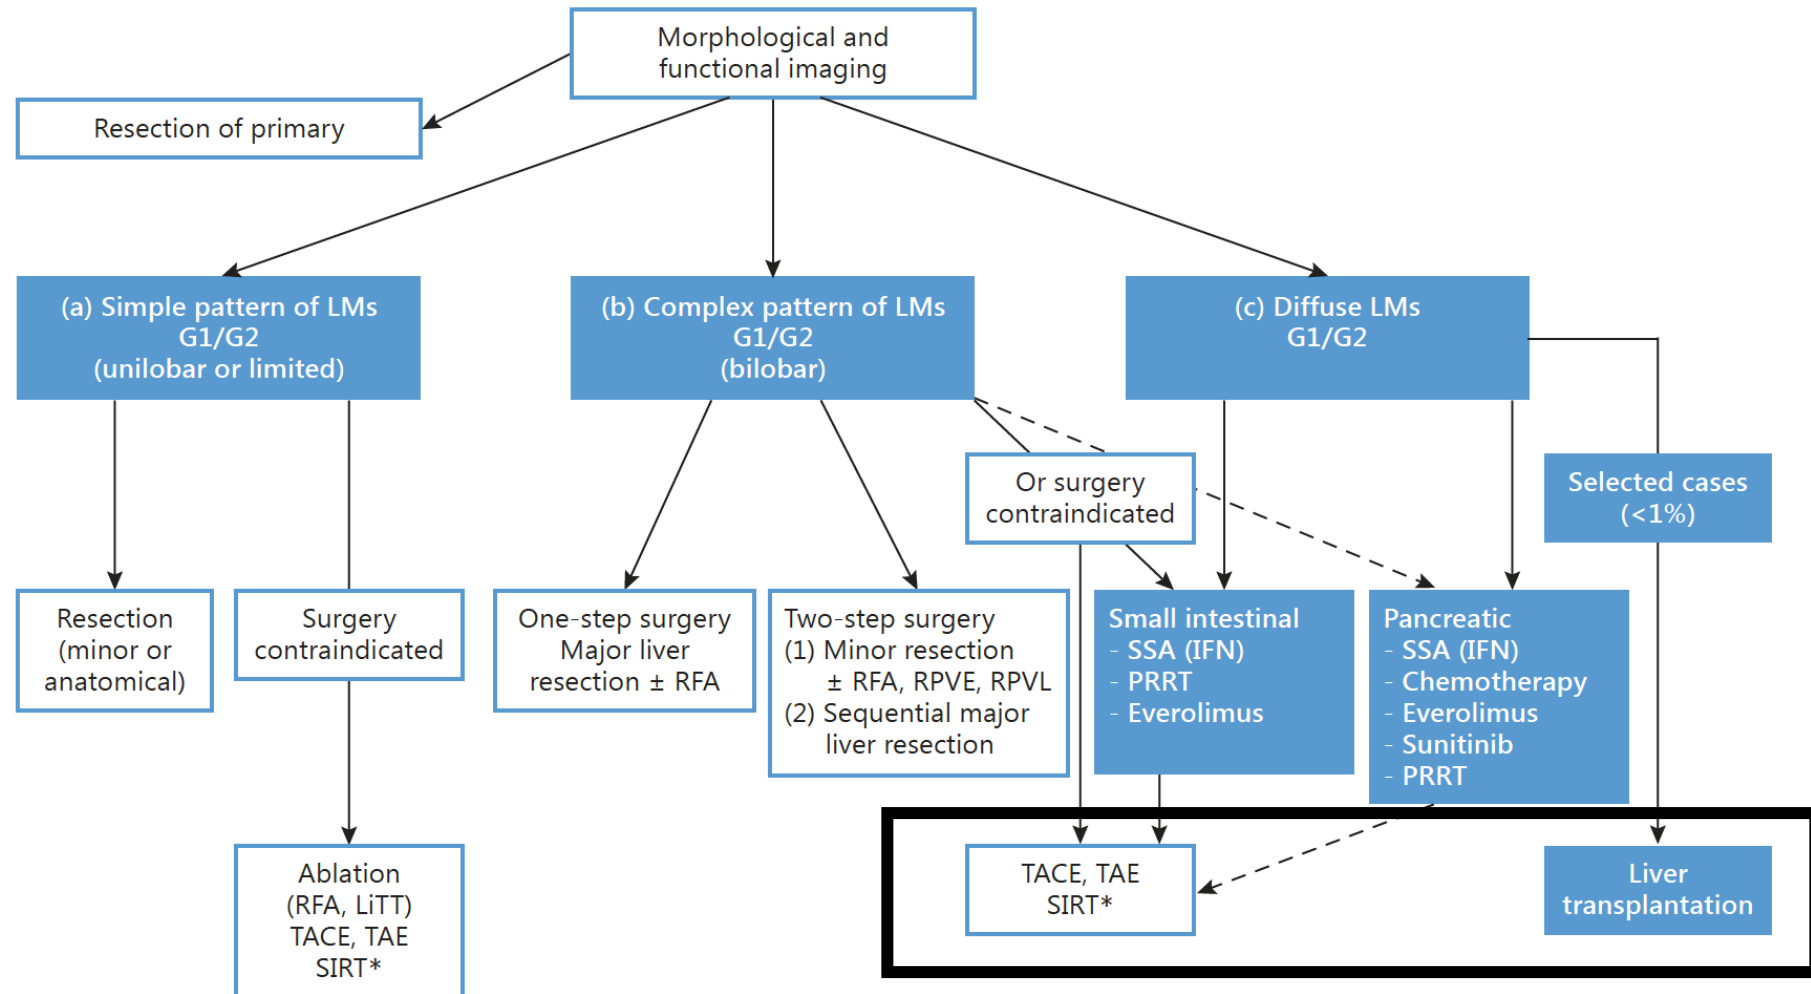 Morphological and
functional imaging
Resection of primary
(a) Simple pattern of LMs
G1/G2
(unilobar or limited)
(b) Complex pattern of LMs
G1/G2
(bilobar)
(c) Diffuse LMs
G1/G2
Or surgery
contraindicated
Selected cases
(<1%)
Resection
(minor or
anatomical)
Surgery
contraindicated
One-step surgery
Major liver
resection ± RFA
Two-step surgery
(1) Minor resection
± RFA, RPVE, RPVL
(2) Sequential major
liver resection
Small intestinal
- SSA (IFN)
- PRRT
- Everolimus
Pancreatic
- SSA (IFN)
- Chemotherapy
- Everolimus
- Sunitinib
- PRRT
Ablation
(RFA, LiTT)
TACE, TAE
SIRT*
TACE, TAE
SIRT*
Liver
transplantation